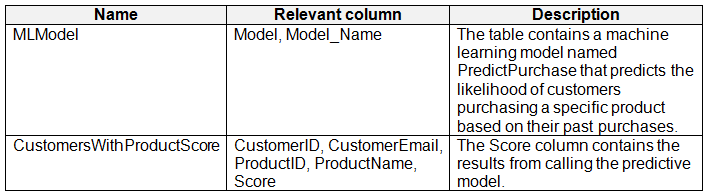 Name Relevant column Description
MLModel Model, Model_Name The table contains a machine
learning model named
PredictPurchase that predicts the
likelihood of customers
purchasing a specific product
based on their past purchases.
CustomersWithProductScore CustomerID, CustomerEmail, The Score column contains the
ProductID, ProductName, results from calling the predictive
Score model.